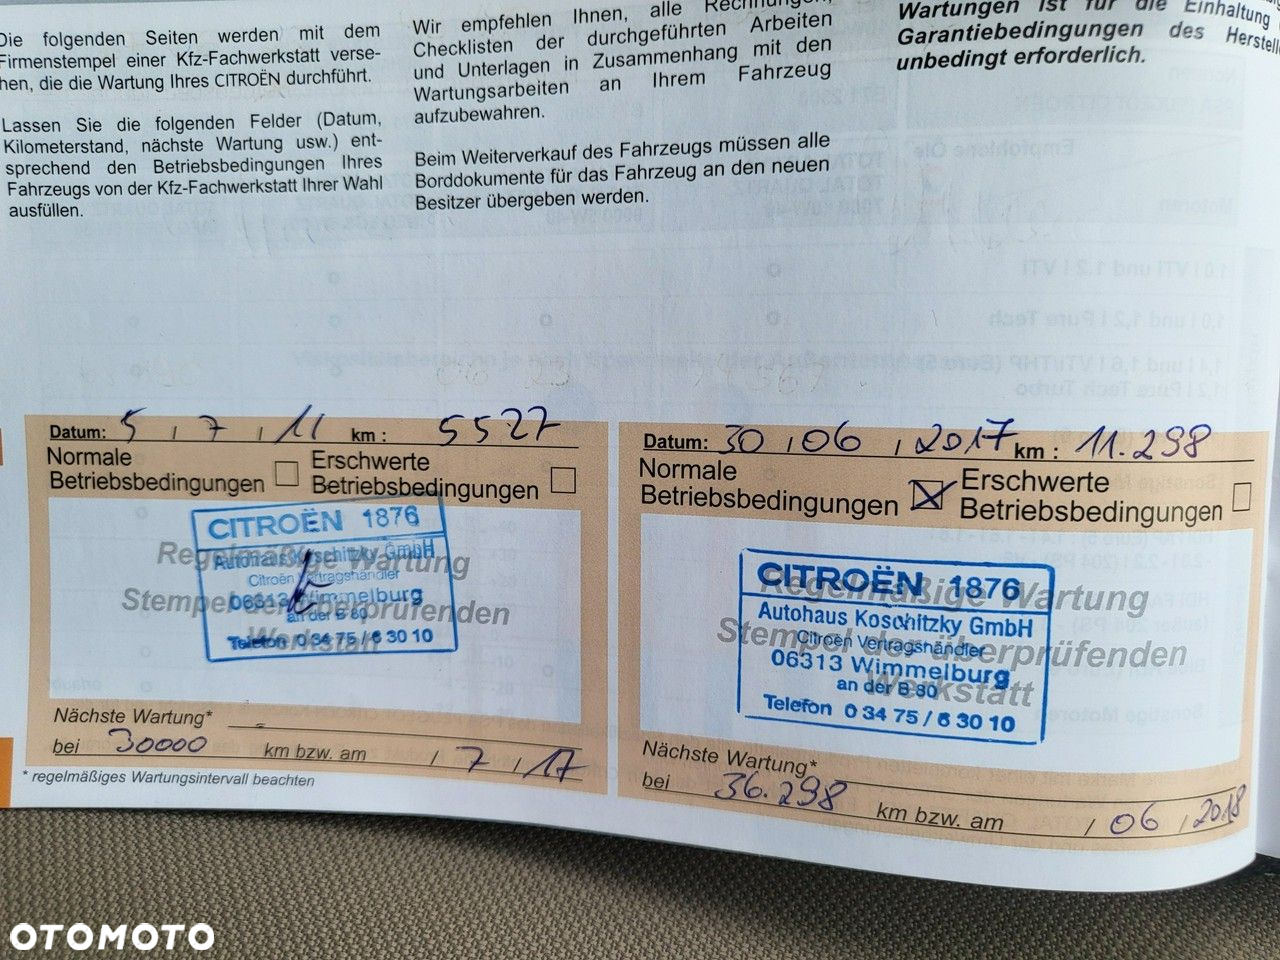 Die folgenden Seiten werden mit dem
Firmenstempel einer Kfz-Fachwerkstatt verse-
hen, die die Wartung Ihres CITROËN durchführt.
Lassen Sie die folgenden Felder (Datum,
Kilometerstand, nächste Wartung usw.) ent-
sprechend den Betriebsbedingungen Ihres
Fahrzeugs von der Kfz-Fachwerkstatt Ihrer Wahl
ausfüllen.
Wir empfehlen Ihnen, alle Rechnungen,
Checklisten der durchgeführten Arbeiten
und Unterlagen in Zusammenhang mit den
Wartungsarbeiten an Ihrem Fahrzeug
aufzubewahren.
Beim Weiterverkauf des Fahrzeugs müssen alle
Borddokumente für das Fahrzeug an den neuen
Besitzer übergeben werden.
Wartungen ist für die Einhaltung
Garantiebedingungen des
unbedingt erforderlich.
Datum: 5 / 7 / 11 km : 5527
Normale
Betriebsbedingungen
Erschwerte
Betriebsbedingungen
Regelmäßige Wartung
Stempel der überprüfenden
Werkstatt
CITROËN 1876
Autohaus Koschitzky GmbH
Citroën Vertragshändler
06313 Wimmelburg
an der B 80
Telefon 0 34 75 / 6 30 10
Nächste Wartung*
bei 30000 km bzw. am / 7 / 17
* regelmäßiges Wartungsintervall beachten
Datum: 30 / 06 / 2017 km : 11.298
Normale
Betriebsbedingungen
Erschwerte
Betriebsbedingungen
Regelmäßige Wartung
Stempel der überprüfenden
Werkstatt
CITROËN 1876
Autohaus Koschitzky GmbH
Citroën Vertragshändler
06313 Wimmelburg
an der B 80
Telefon 0 34 75 / 6 30 10
Nächste Wartung*
bei 36.298 km bzw. am / 06 / 2018
OTOMOTO